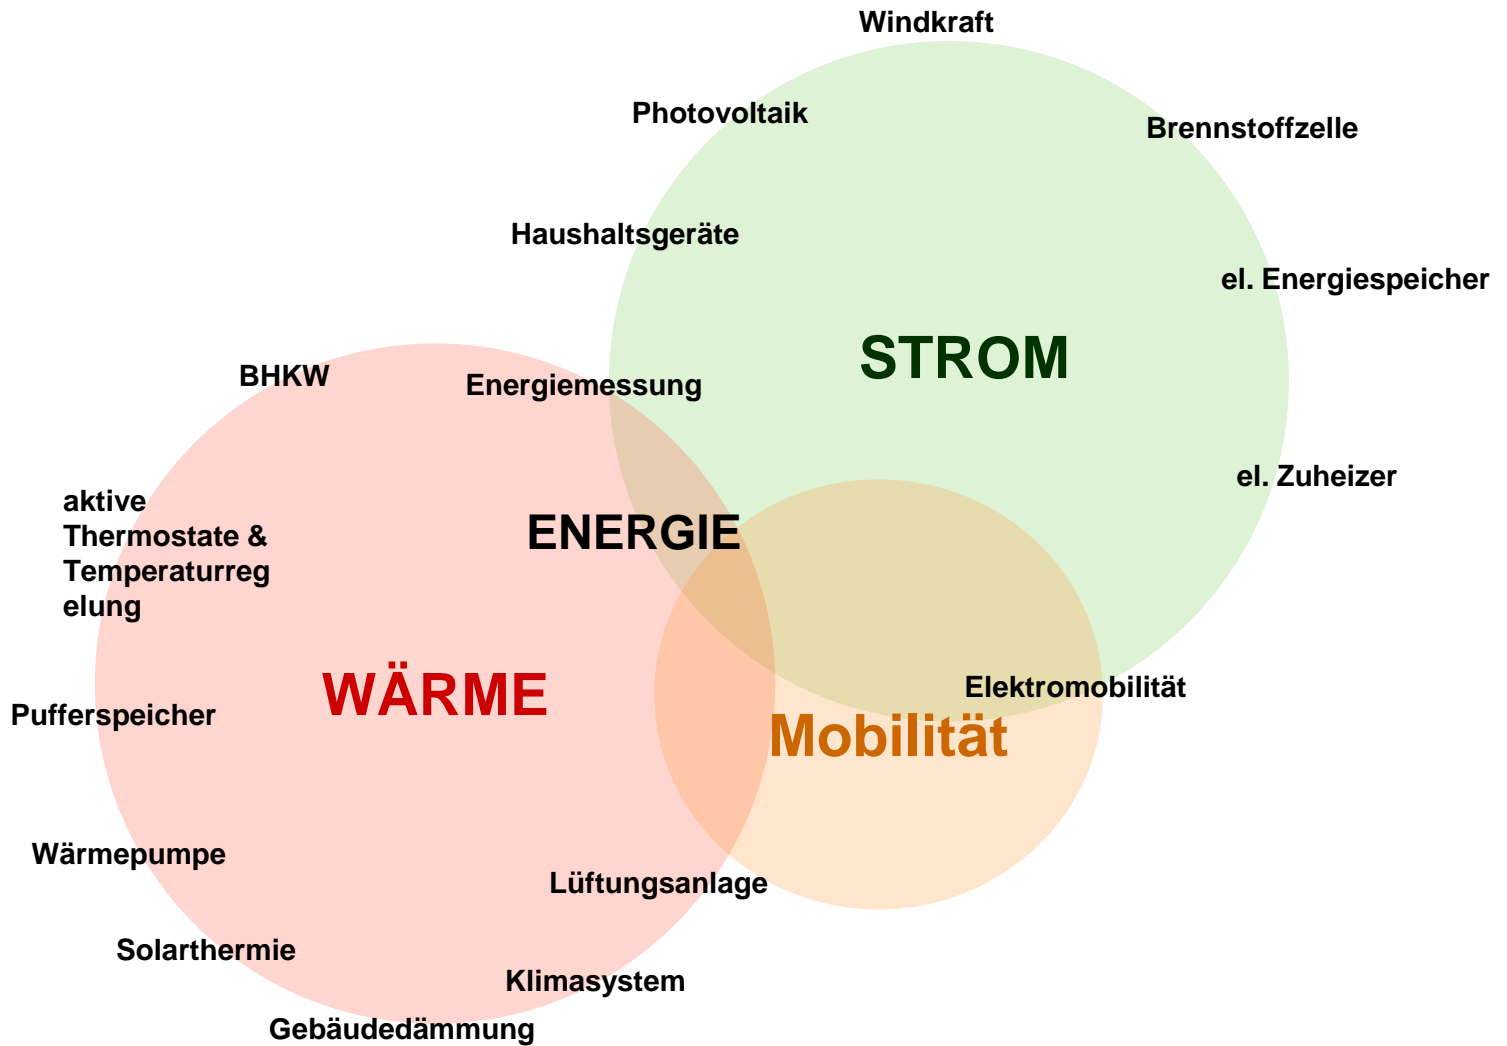 Windkraft
Photovoltaik
Brennstoffzelle
Haushaltsgeräte
el. Energiespeicher
STROM
BHKW
Energiemessung
el. Zuheizer
aktive
Thermostate &
Temperaturreg
elung
ENERGIE
WÄRME
Elektromobilität
Pufferspeicher
Mobilität
Wärmepumpe
Lüftungsanlage
Solarthermie
Klimasystem
Gebäudedämmung